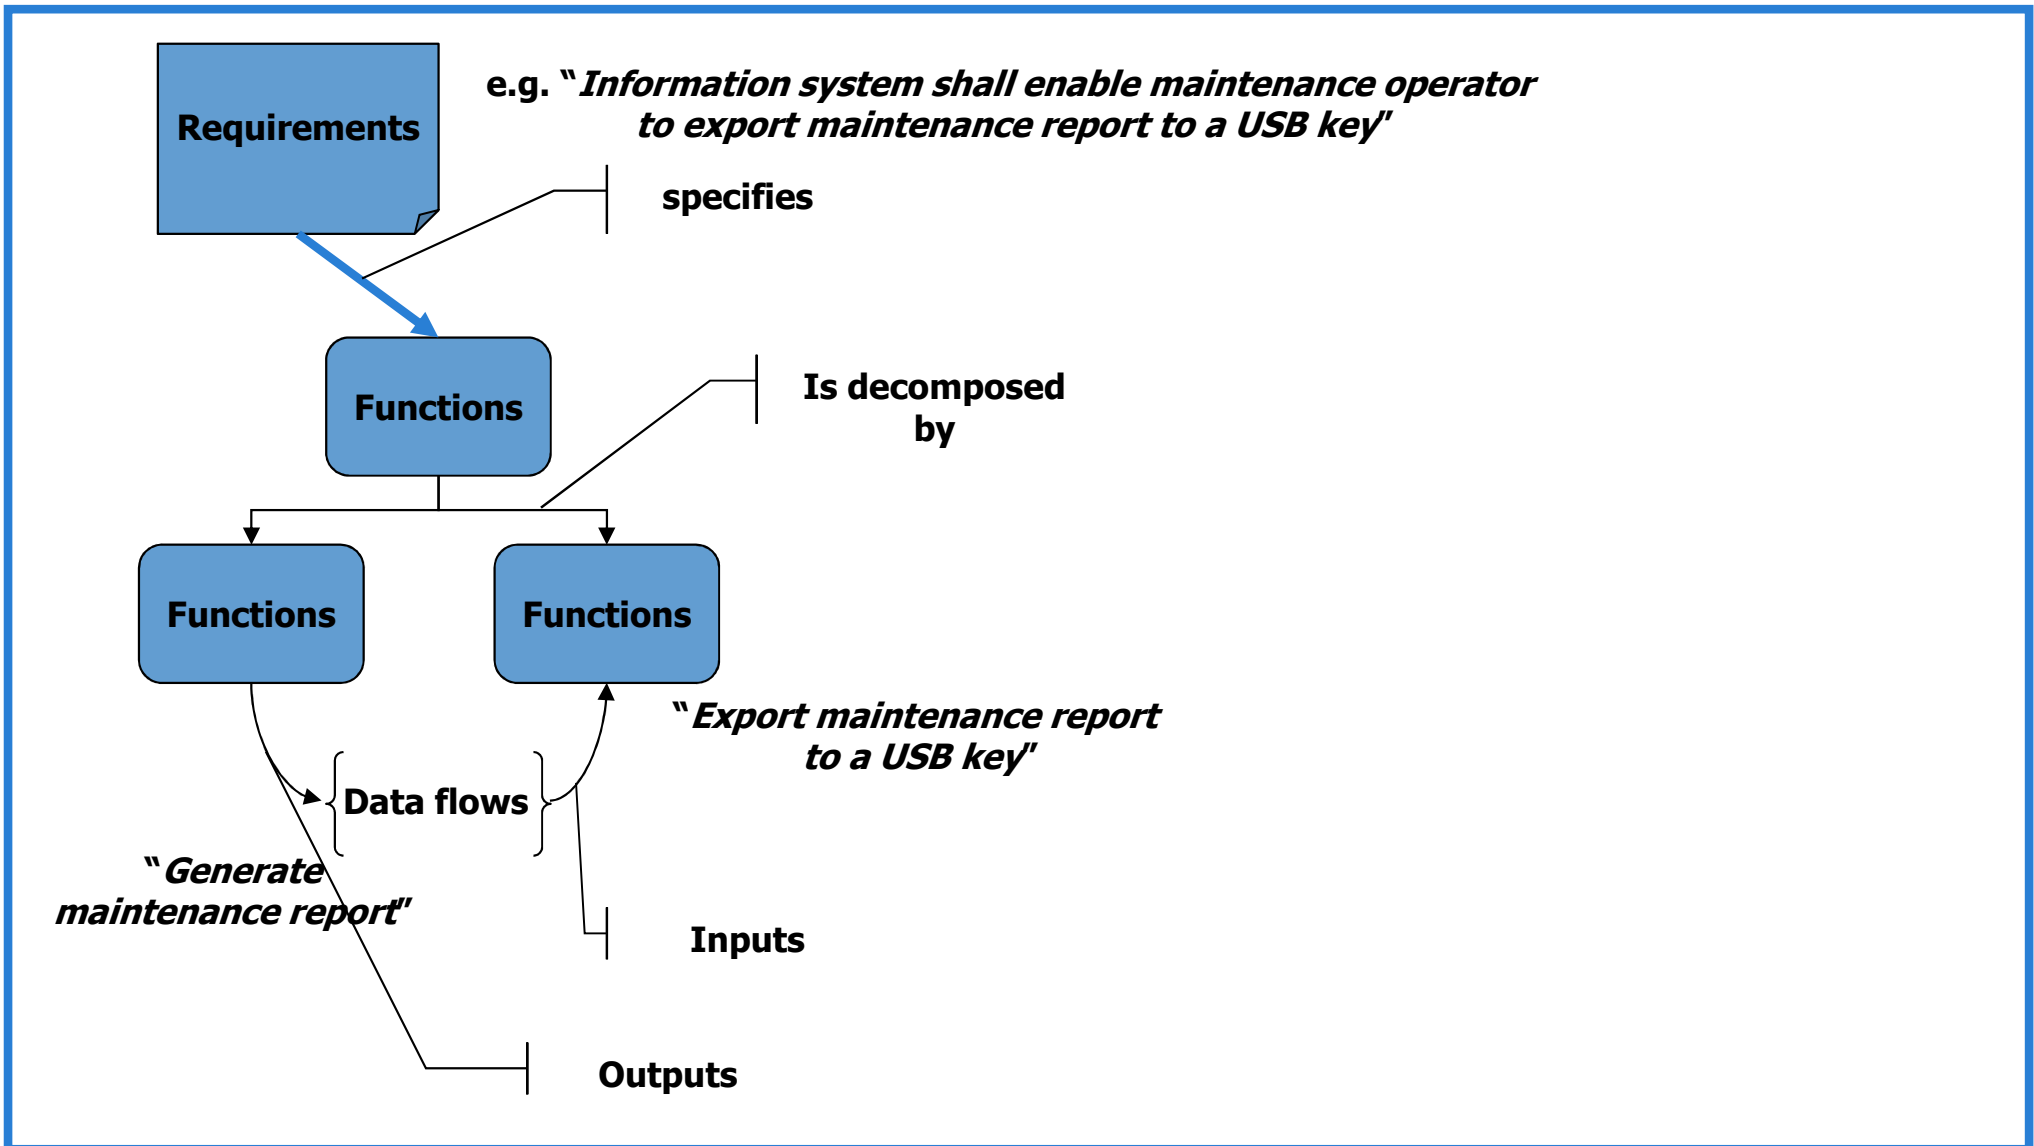 e.g. “Information system shall enable maintenance operator
to export maintenance report to a USB key”
Requirements
specifies
Functions
Is decomposed
by
Functions
Functions
“Export maintenance report
to a USB key”
Data flows
“Generate
maintenance report”
Inputs
Outputs